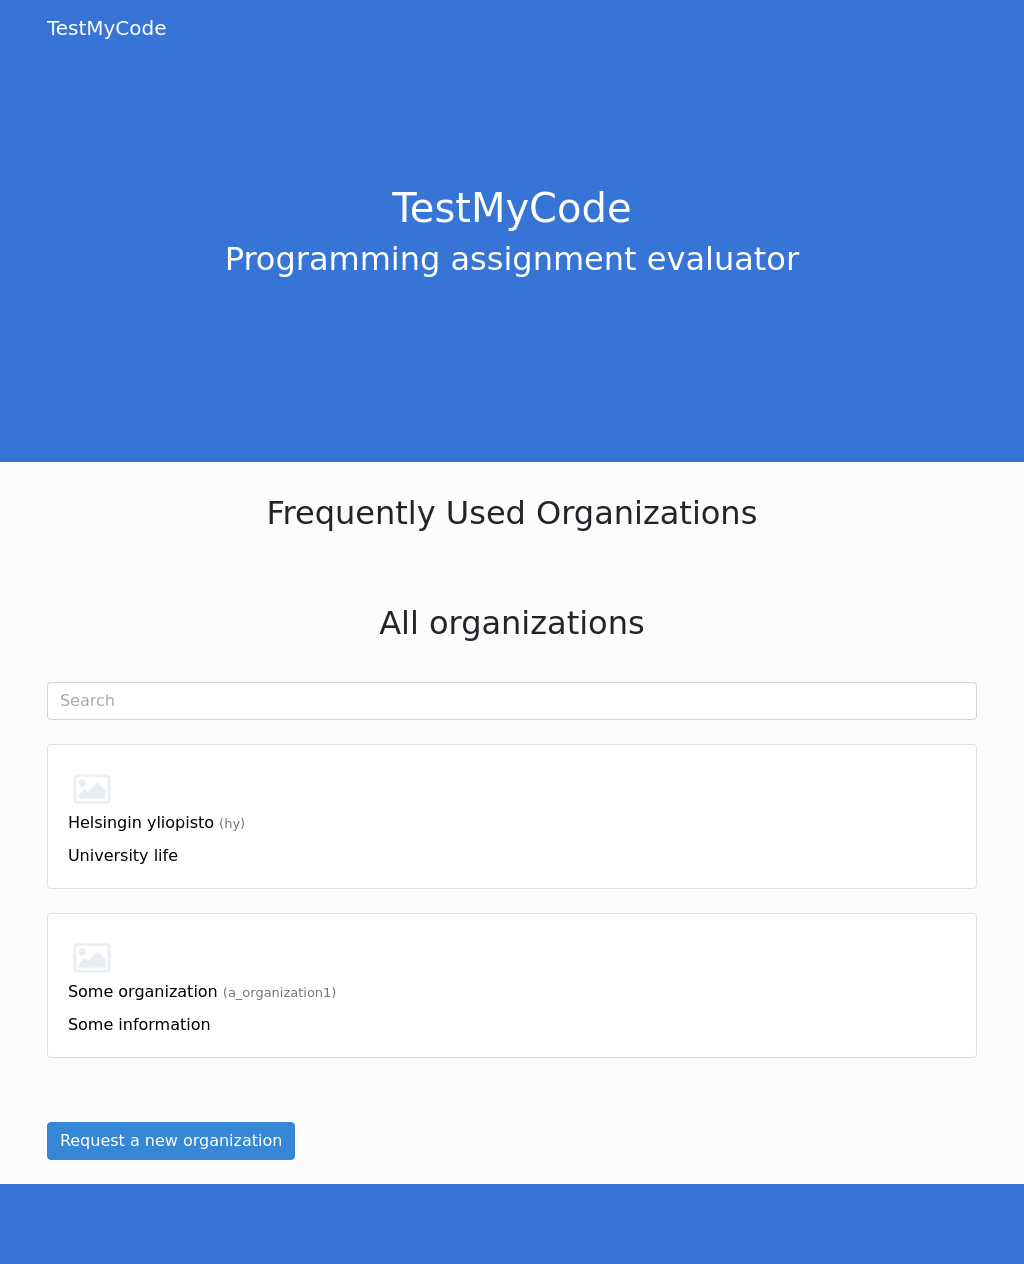 TestMyCode
TestMyCode
Programming assignment evaluator
Frequently Used Organizations
All organizations
Search
Helsingin yliopisto (hy)
University life
Some organization (a_organization1)
Some information
Request a new organization